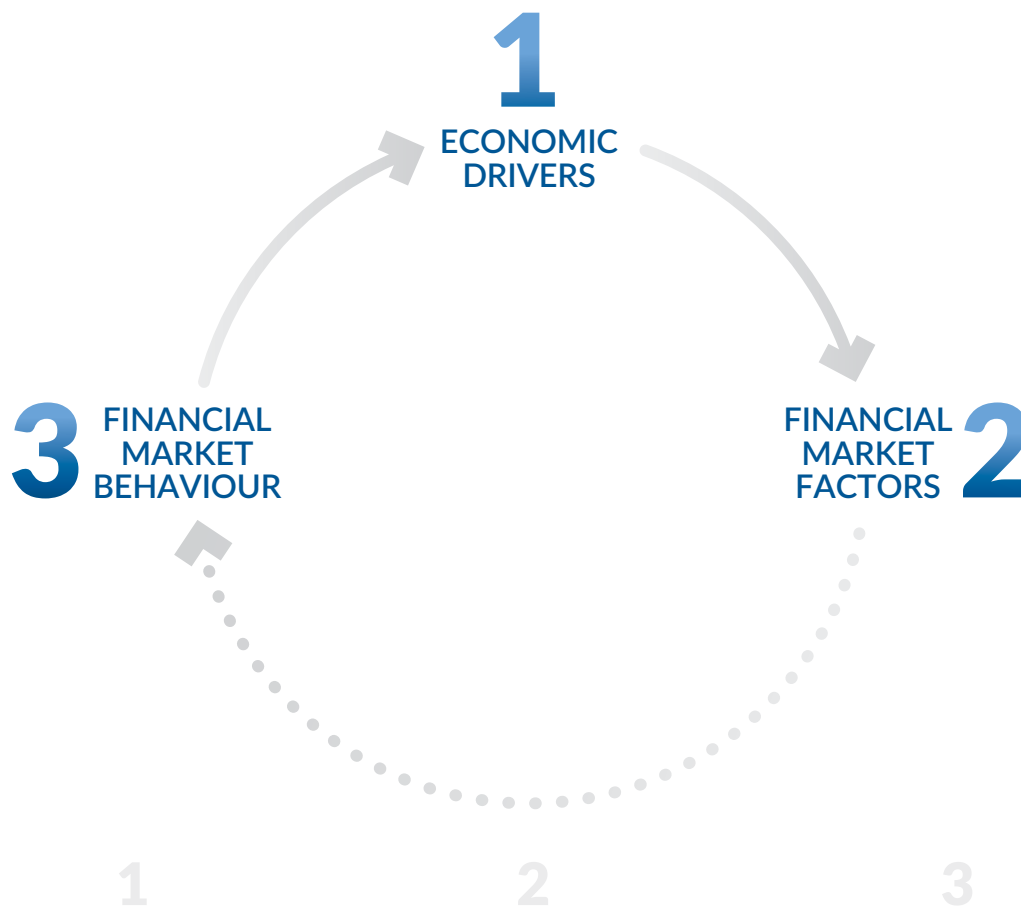 1
ECONOMIC
DRIVERS
3
FINANCIAL
MARKET
BEHAVIOUR
FINANCIAL
MARKET
FACTORS
2
1
2
3